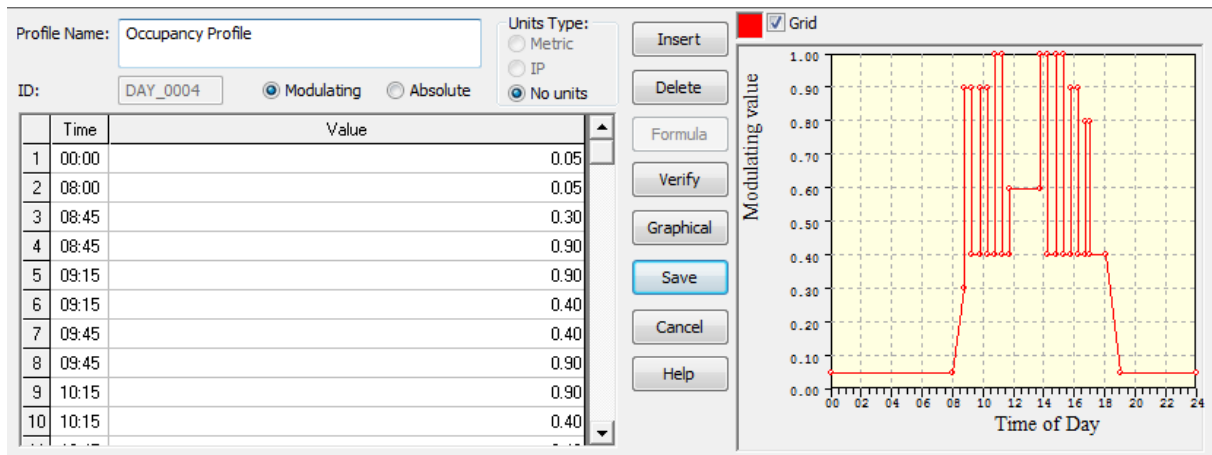 Profile Name: Occupancy Profile
ID: DAY_0004 Modulating Absolute
Units Type:
Metric
IP
No units
Time Value
1 00:00 0.05
2 08:00 0.05
3 08:45 0.30
4 08:45 0.90
5 09:15 0.90
6 09:15 0.40
7 09:45 0.40
8 09:45 0.90
9 10:15 0.90
10 10:15 0.40
Insert
Delete
Formula
Verify
Graphical
Save
Cancel
Help
Grid
Modulating value
1.00
0.90
0.80
0.70
0.60
0.50
0.40
0.30
0.20
0.10
0.00
00 02 04 06 08 10 12 14 16 18 20 22 24
Time of Day